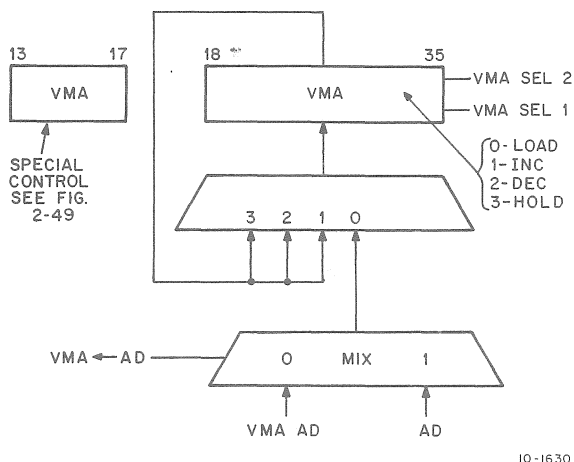 13 17
VMA
SPECIAL
CONTROL
SEE FIG.
2-49
18 35
VMA
VMA SEL 2
VMA SEL 1
0-LOAD
1-INC
2-DEC
3-HOLD
3 2 1 0
VMA ← AD
0 MIX 1
VMA AD
AD
10-1630